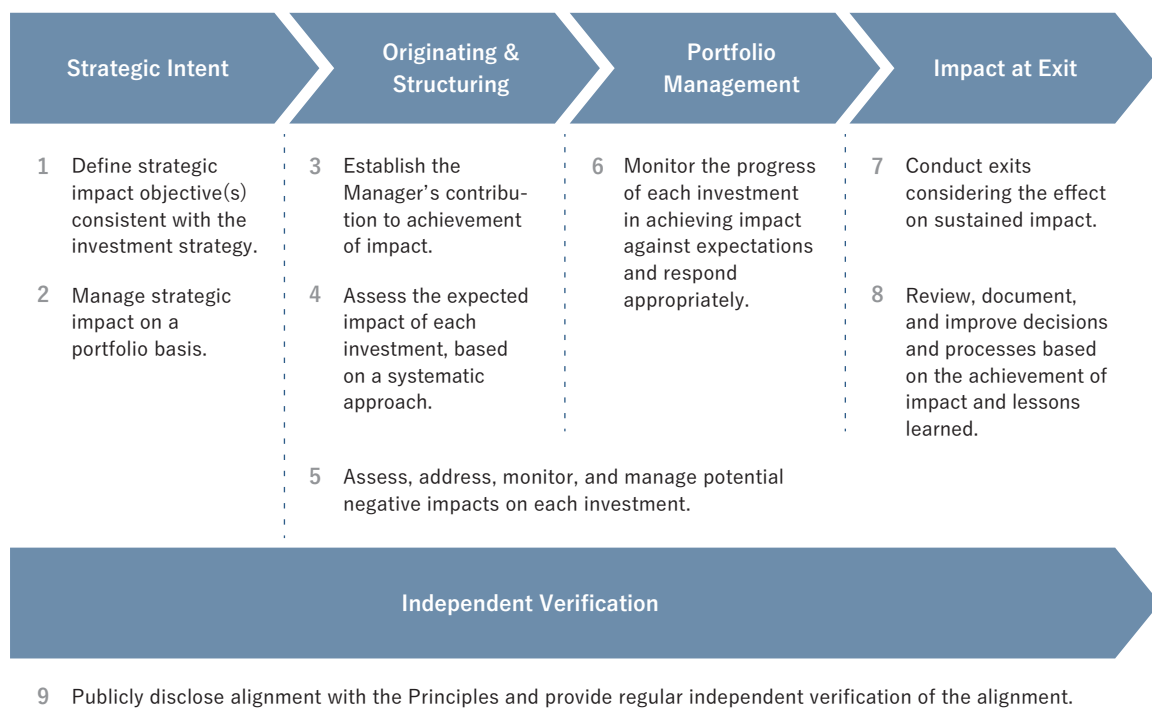 Strategic Intent
Originating &
Structuring
Portfolio
Management
Impact at Exit
1 Define strategic
impact objective(s)
consistent with the
investment strategy.
2 Manage strategic
impact on a
portfolio basis.
3 Establish the
Manager’s contribu-
tion to achievement
of impact.
4 Assess the expected
impact of each
investment, based
on a systematic
approach.
5 Assess, address, monitor, and manage potential
negative impacts on each investment.
6 Monitor the progress
of each investment
in achieving impact
against expectations
and respond
appropriately.
7 Conduct exits
considering the effect
on sustained impact.
8 Review, document,
and improve decisions
and processes based
on the achievement of
impact and lessons
learned.
Independent Verification
9 Publicly disclose alignment with the Principles and provide regular independent verification of the alignment.